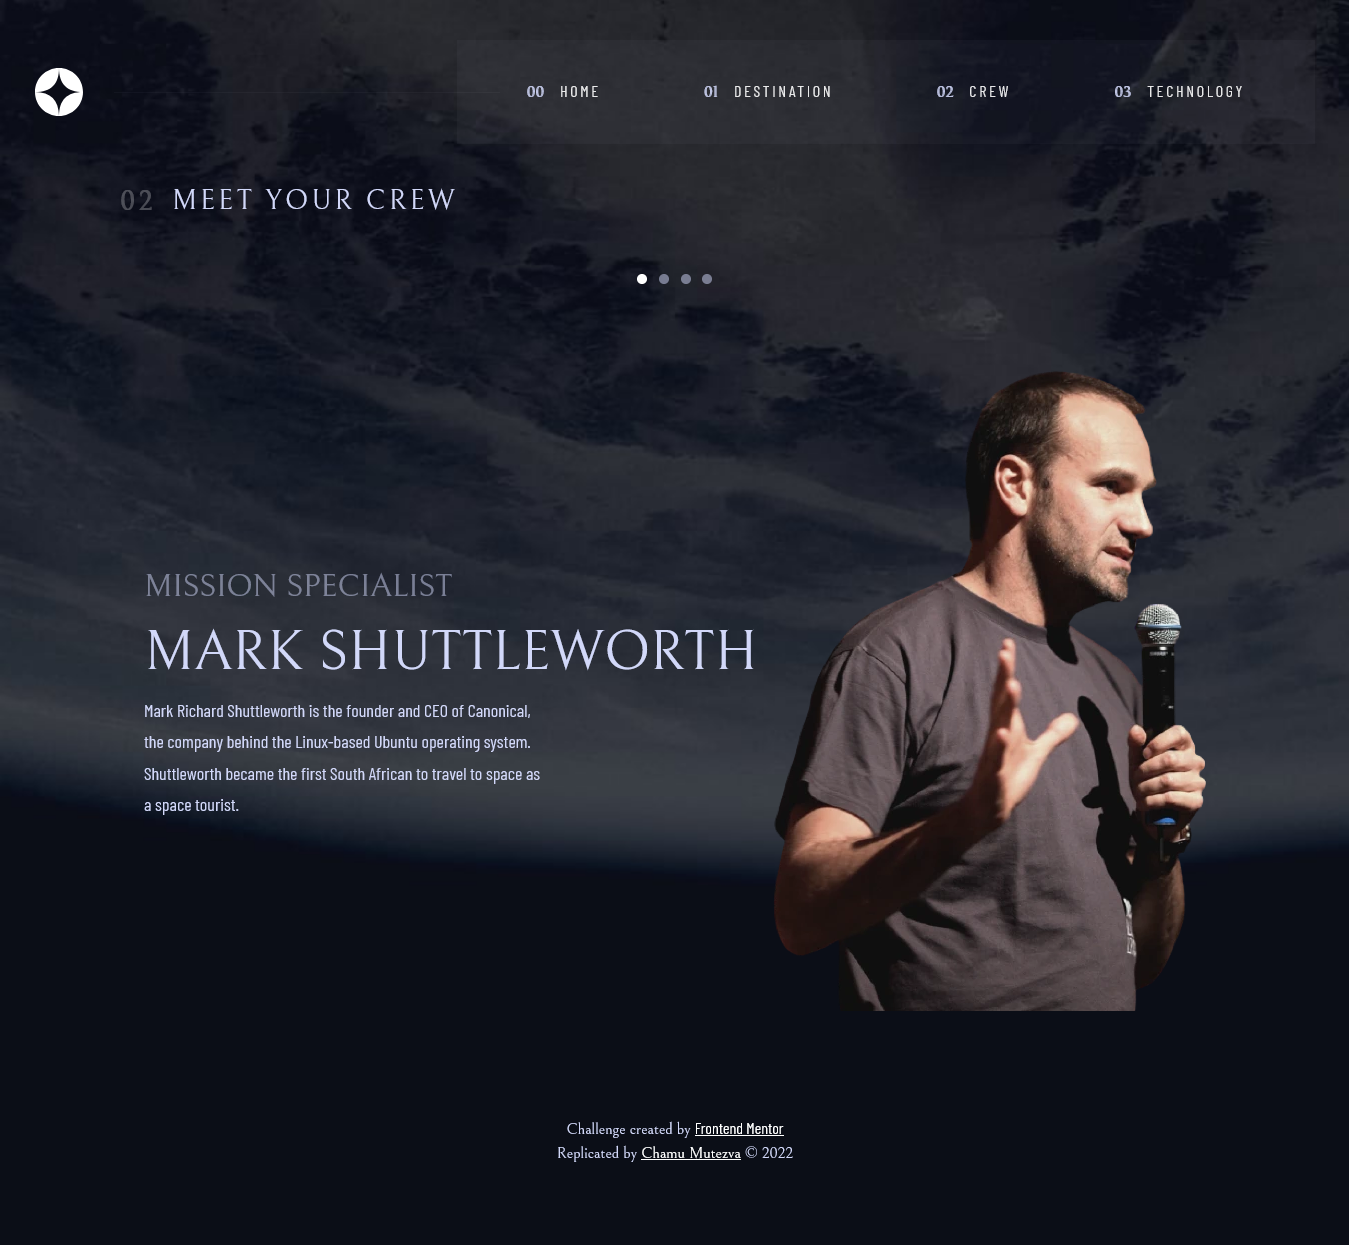 00 HOME 01 DESTINATION 02 CREW 03 TECHNOLOGY
02 MEET YOUR CREW
MISSION SPECIALIST
MARK SHUTTLEWORTH
Mark Richard Shuttleworth is the founder and CEO of Canonical,
the company behind the Linux-based Ubuntu operating system.
Shuttleworth became the first South African to travel to space as
a space tourist.
Challenge created by Frontend Mentor
Replicated by Chamu Mutezva © 2022